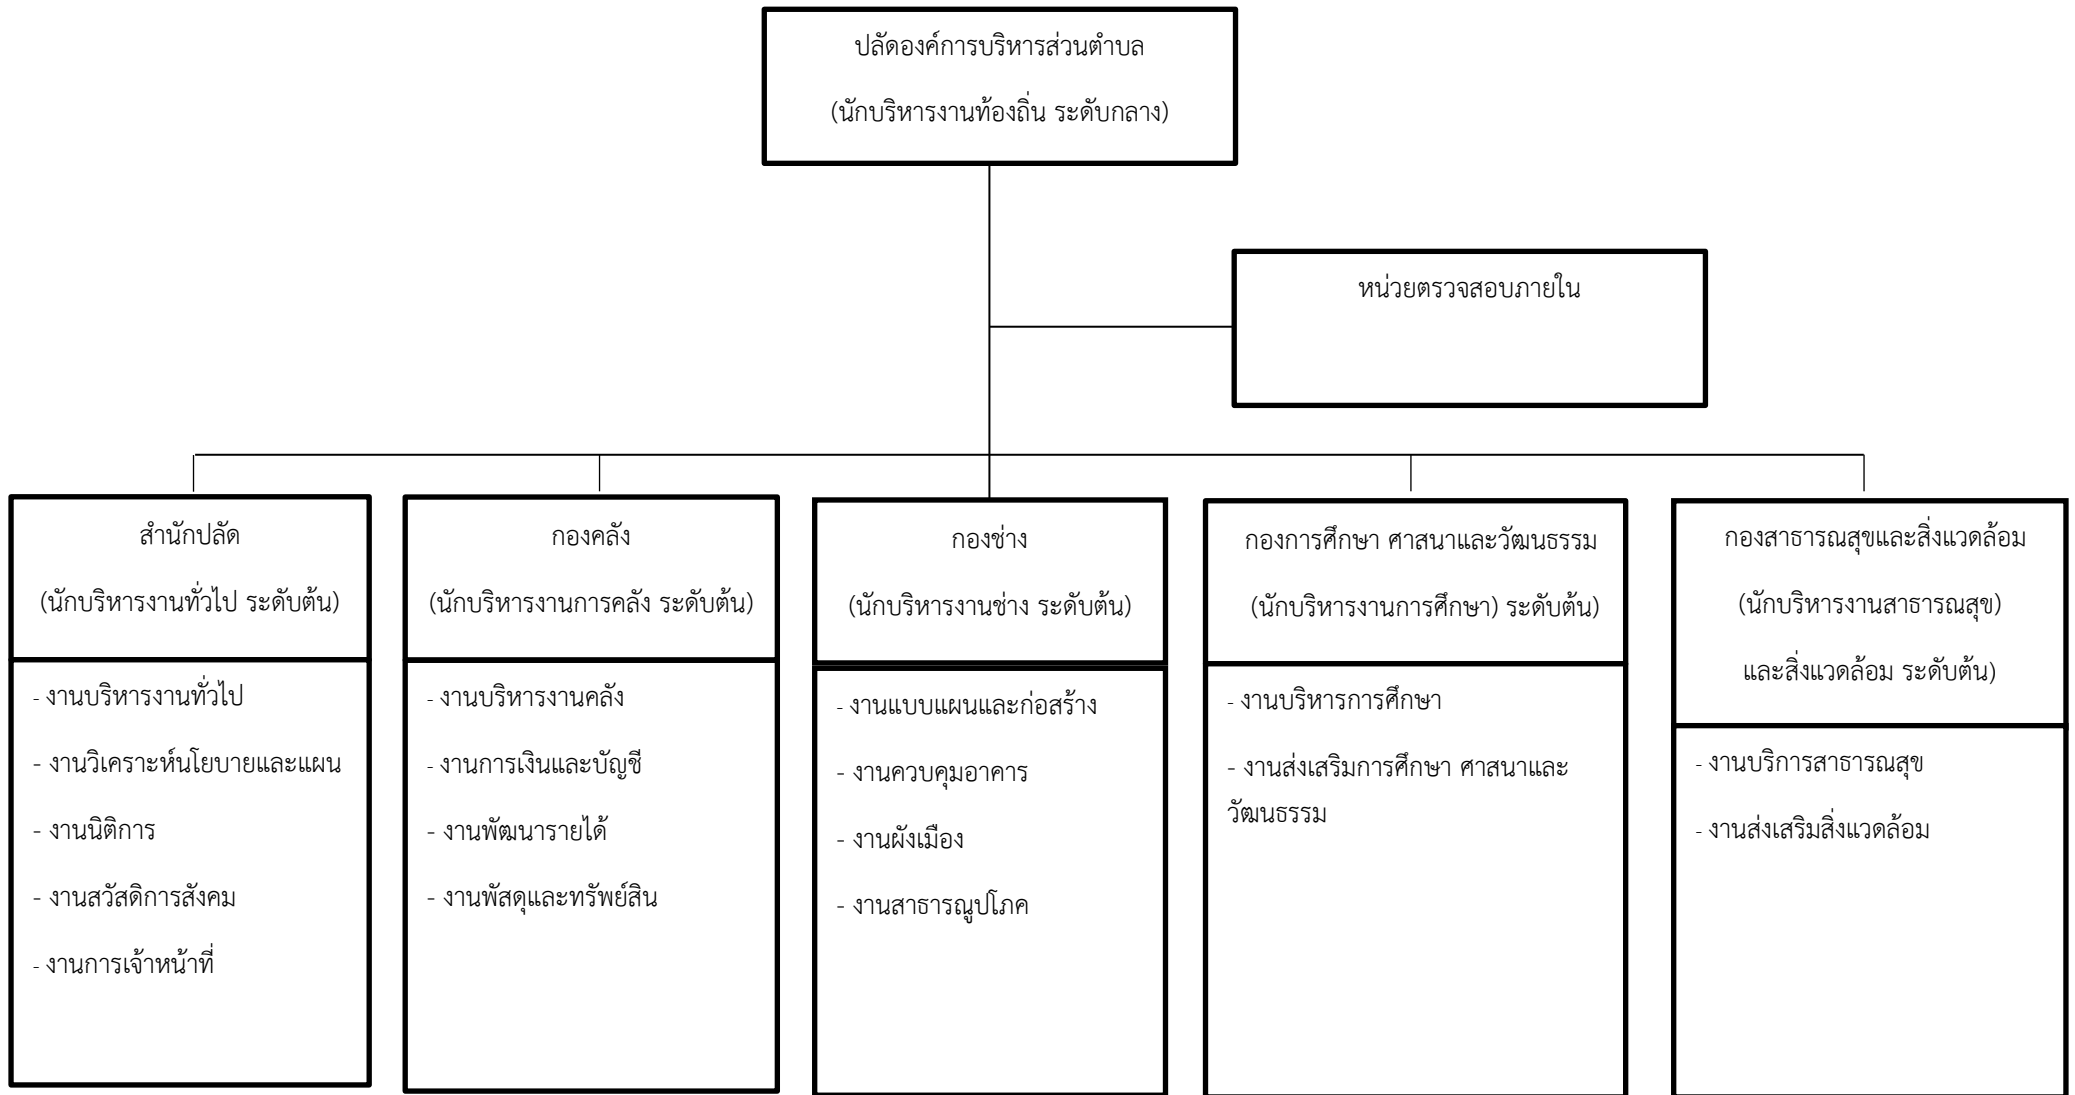 ปลัดองค์การบริหารส่วนตำบล
(นักบริหารงานท้องถิ่น ระดับกลาง)
หน่วยตรวจสอบภายใน
สำนักปลัด
(นักบริหารงานทั่วไป ระดับต้น)
- งานบริหารงานทั่วไป
- งานวิเคราะห์นโยบายและแผน
- งานนิติการ
- งานสวัสดิการสังคม
- งานการเจ้าหน้าที่
กองคลัง
(นักบริหารงานการคลัง ระดับต้น)
- งานบริหารงานคลัง
- งานการเงินและบัญชี
- งานพัฒนารายได้
- งานพัสดุและทรัพย์สิน
กองช่าง
(นักบริหารงานช่าง ระดับต้น)
- งานแบบแผนและก่อสร้าง
- งานควบคุมอาคาร
- งานผังเมือง
- งานสาธารณูปโภค
กองการศึกษา ศาสนาและวัฒนธรรม
(นักบริหารงานการศึกษา) ระดับต้น)
- งานบริหารการศึกษา
- งานส่งเสริมการศึกษา ศาสนาและ
วัฒนธรรม
กองสาธารณสุขและสิ่งแวดล้อม
(นักบริหารงานสาธารณสุข)
และสิ่งแวดล้อม ระดับต้น)
- งานบริการสาธารณสุข
- งานส่งเสริมสิ่งแวดล้อม